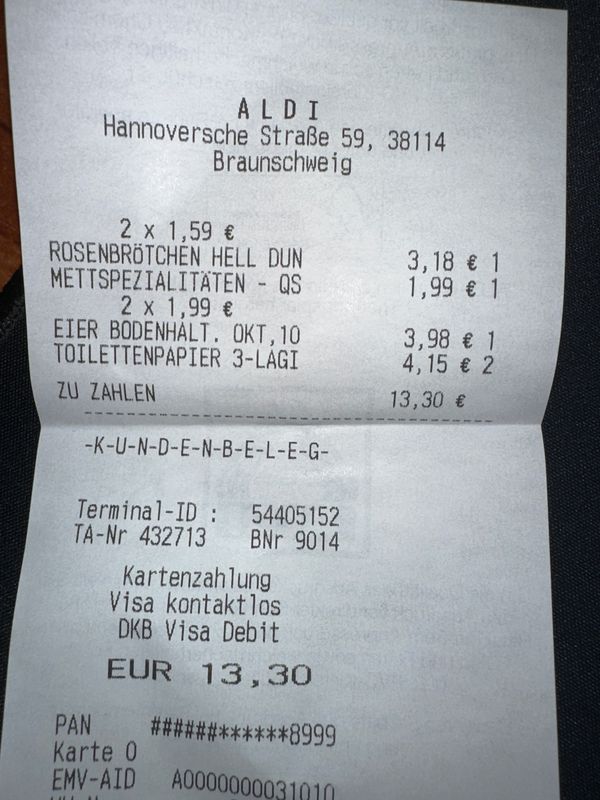 ALDI
Hannoversche Straße 59, 38114
Braunschweig
2 x 1,59 €
ROSENBRÖTCHEN HELL DUN 3,18 € 1
METTSPEZIALITÄTEN - QS 1,99 € 1
2 x 1,99 €
EIER BODENHALT. OKT,10 3,98 € 1
TOILETTENPAPIER 3-LAGI 4,15 € 2
ZU ZAHLEN 13,30 €
-K-U-N-D-E-N-B-E-L-E-G-
Terminal-ID : 54405152
TA-Nr 432713 BNr 9014
Kartenzahlung
Visa kontaktlos
DKB Visa Debit
EUR 13,30
PAN ######******8999
Karte 0
EMV-AID A0000000031010